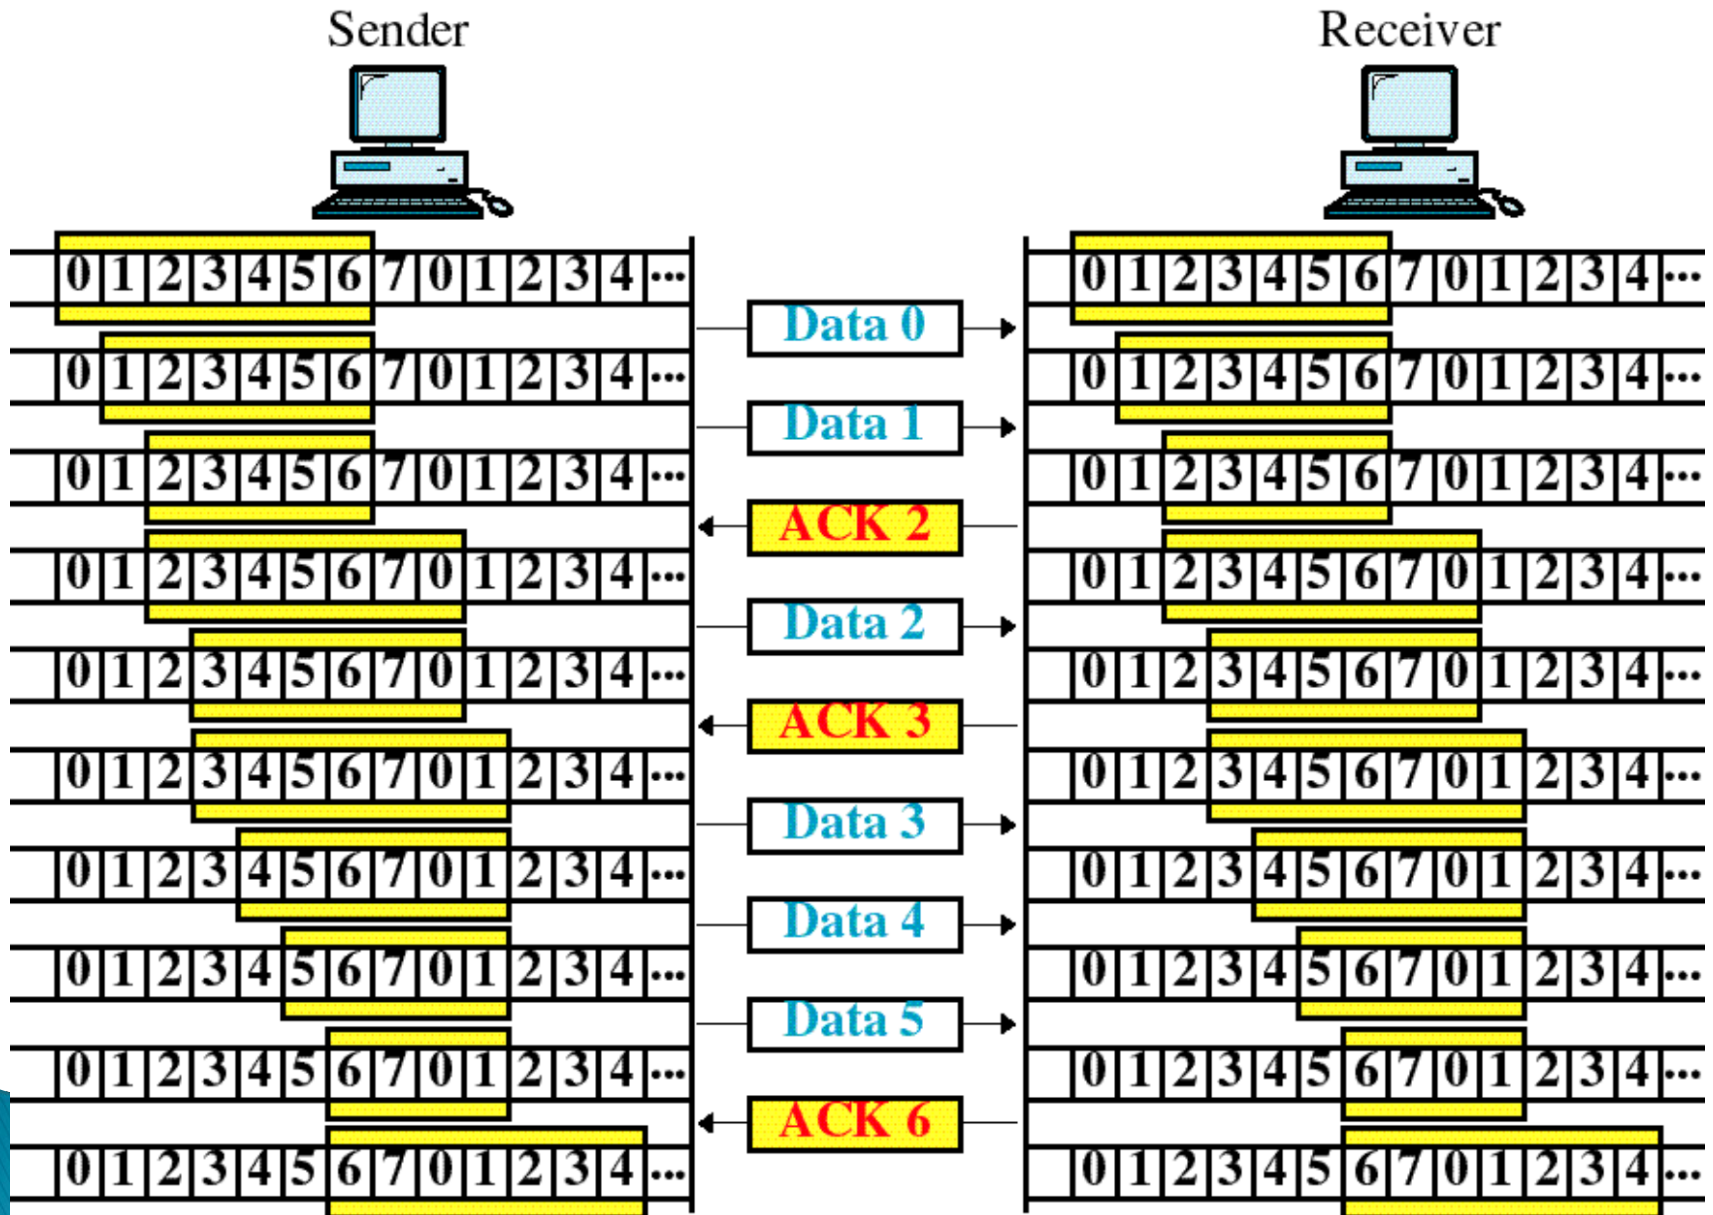 Sender Receiver
0 1 2 3 4 5 6 7 0 1 2 3 4 ... 0 1 2 3 4 5 6 7 0 1 2 3 4 ...
Data 0
0 1 2 3 4 5 6 7 0 1 2 3 4 ... 0 1 2 3 4 5 6 7 0 1 2 3 4 ...
Data 1
0 1 2 3 4 5 6 7 0 1 2 3 4 ... 0 1 2 3 4 5 6 7 0 1 2 3 4 ...
ACK 2
0 1 2 3 4 5 6 7 0 1 2 3 4 ... 0 1 2 3 4 5 6 7 0 1 2 3 4 ...
Data 2
0 1 2 3 4 5 6 7 0 1 2 3 4 ... 0 1 2 3 4 5 6 7 0 1 2 3 4 ...
ACK 3
0 1 2 3 4 5 6 7 0 1 2 3 4 ... 0 1 2 3 4 5 6 7 0 1 2 3 4 ...
Data 3
0 1 2 3 4 5 6 7 0 1 2 3 4 ... 0 1 2 3 4 5 6 7 0 1 2 3 4 ...
Data 4
0 1 2 3 4 5 6 7 0 1 2 3 4 ... 0 1 2 3 4 5 6 7 0 1 2 3 4 ...
Data 5
0 1 2 3 4 5 6 7 0 1 2 3 4 ... 0 1 2 3 4 5 6 7 0 1 2 3 4 ...
ACK 6
0 1 2 3 4 5 6 7 0 1 2 3 4 ... 0 1 2 3 4 5 6 7 0 1 2 3 4 ...